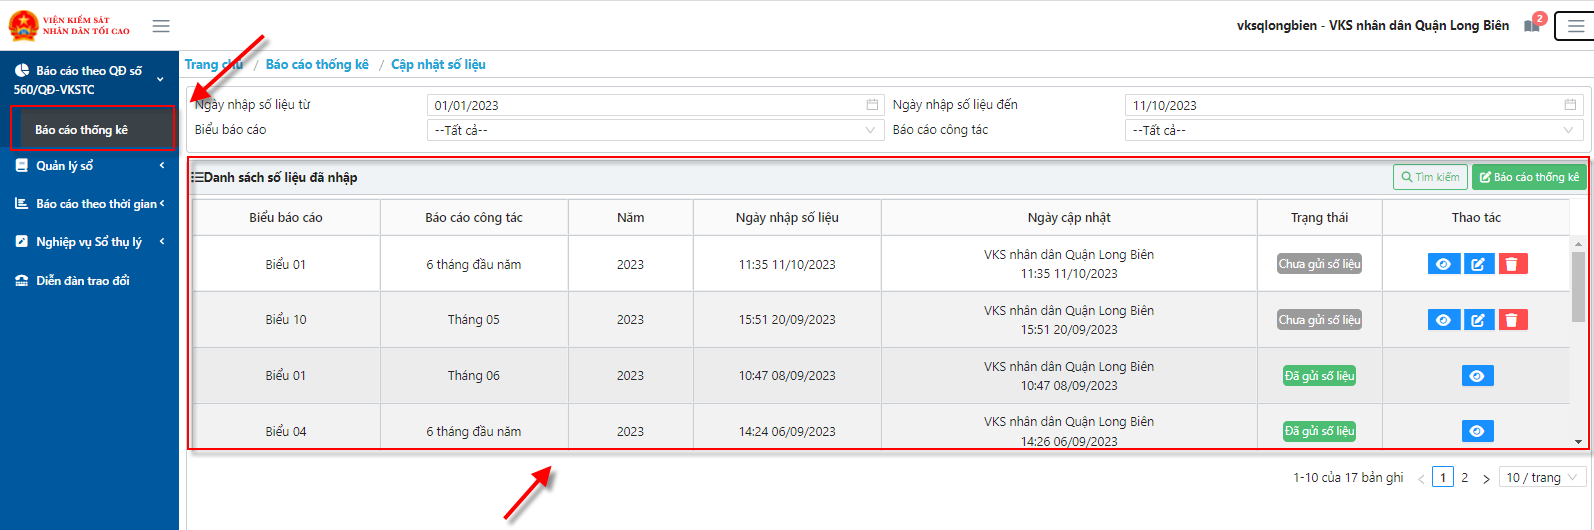 VIỆN KIỂM SÁT
NHÂN DÂN TỐI CAO
vksqlongbien - VKS nhân dân Quận Long Biên
2
Báo cáo theo QĐ số
560/QĐ-VKSTC
Báo cáo thống kê
Quản lý sổ
Báo cáo theo thời gian
Nghiệp vụ Sổ thụ lý
Diễn đàn trao đổi
Trang chủ / Báo cáo thống kê / Cập nhật số liệu
Ngày nhập số liệu từ 01/01/2023 Ngày nhập số liệu đến 11/10/2023
Biểu báo cáo --Tất cả-- Báo cáo công tác --Tất cả--
Danh sách số liệu đã nhập Tìm kiếm Báo cáo thống kê
Biểu báo cáo Báo cáo công tác Năm Ngày nhập số liệu Ngày cập nhật Trạng thái Thao tác
Biểu 01 6 tháng đầu năm 2023 11:35 11/10/2023 VKS nhân dân Quận Long Biên Chưa gửi số liệu
11:35 11/10/2023
Biểu 10 Tháng 05 2023 15:51 20/09/2023 VKS nhân dân Quận Long Biên Chưa gửi số liệu
15:51 20/09/2023
Biểu 01 Tháng 06 2023 10:47 08/09/2023 VKS nhân dân Quận Long Biên Đã gửi số liệu
10:47 08/09/2023
Biểu 04 6 tháng đầu năm 2023 14:24 06/09/2023 VKS nhân dân Quận Long Biên Đã gửi số liệu
14:26 06/09/2023
1-10 của 17 bản ghi < 1 2 > 10 / trang